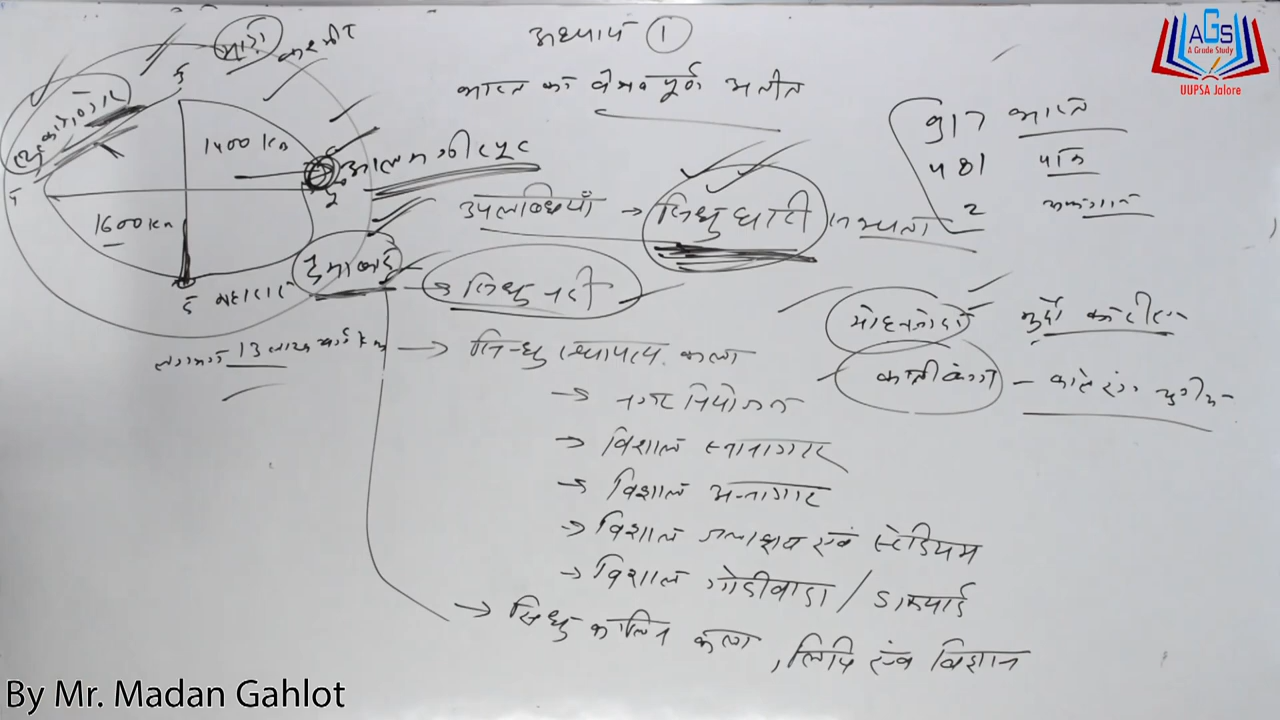 अध्याय 1
भारत का वैभवपूर्ण अतीत
मांडा
कश्मीर
उ
सुत्कागेंडोर
1400 Km
आलमगीरपुर
प
पू
1600 Km
दैमाबाद
द महाराष्ट्र
लगभग 13 लाख वर्ग Km
उपलब्धियाँ → सिंधु घाटी सभ्यता
→ सिन्धु नदी
→ सिन्धु स्थापत्य कला
→ नगर नियोजन
→ विशाल स्नानागार
→ विशाल अन्नागार
→ विशाल जलाशय एवं स्टेडियम
→ विशाल गोदीवाडा / डाकयार्ड
→ सिंधु कालिन कला, लिपि एंव विज्ञान
917 भारत
481 पाक
2 अफगान
मोहनजोदडो मुर्दो का टीला
कालीबंगा - काले रंग चुड़ीया
AGS
A Grade Study
UUPSA Jalore
By Mr. Madan Gahlot